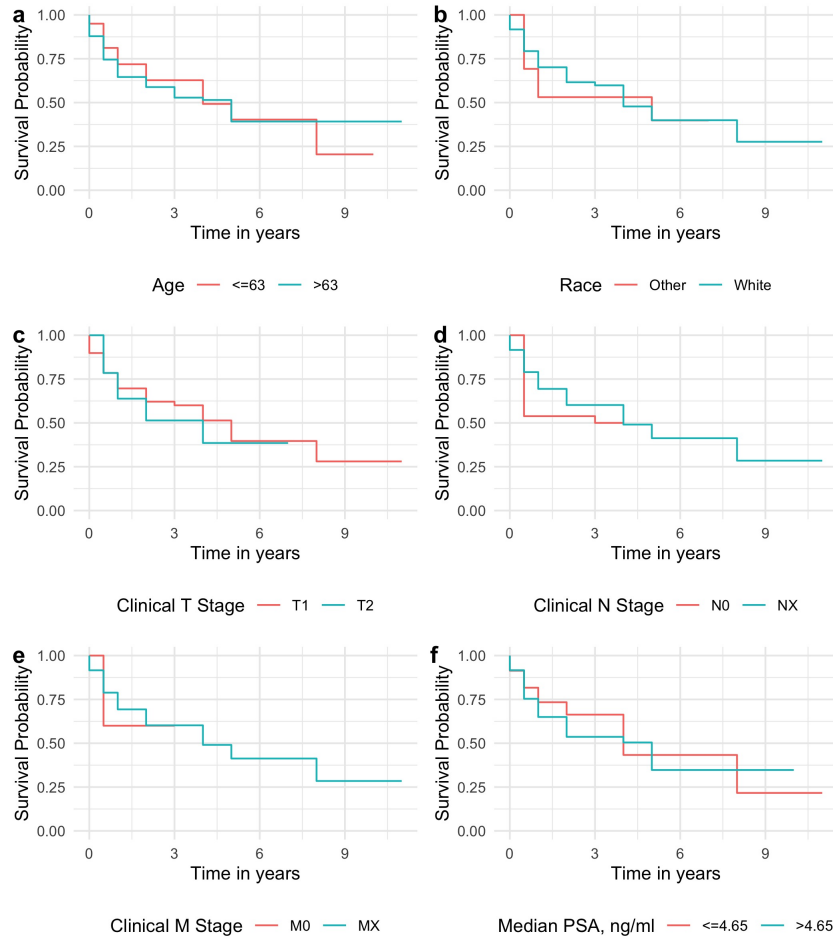 a
b
1.00
0.75
0.50
0.25
0.00
Survival Probability
0 3 6 9
Time in years
Age <=63 >63
1.00
0.75
0.50
0.25
0.00
Survival Probability
0 3 6 9
Time in years
Race Other White
c
d
1.00
0.75
0.50
0.25
0.00
Survival Probability
0 3 6 9
Time in years
Clinical T Stage T1 T2
1.00
0.75
0.50
0.25
0.00
Survival Probability
0 3 6 9
Time in years
Clinical N Stage N0 NX
e
f
1.00
0.75
0.50
0.25
0.00
Survival Probability
0 3 6 9
Time in years
Clinical M Stage M0 MX
1.00
0.75
0.50
0.25
0.00
Survival Probability
0 3 6 9
Time in years
Median PSA, ng/ml <=4.65 >4.65